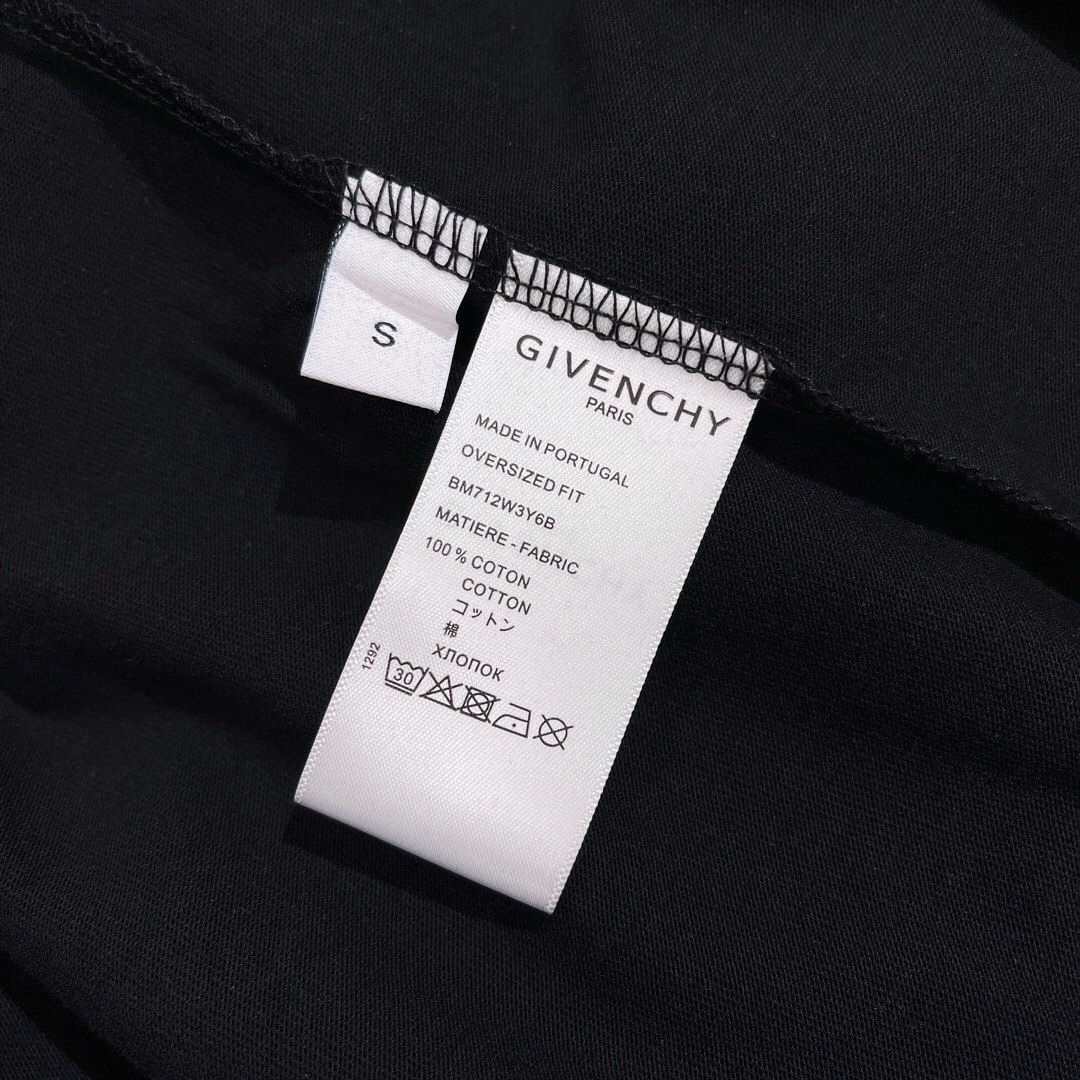 S
GIVENCHY
PARIS
MADE IN PORTUGAL
OVERSIZED FIT
BM712W3Y6B
MATIERE - FABRIC
100 % COTON
COTTON
コットン
棉
ХЛОПОК
1292
30